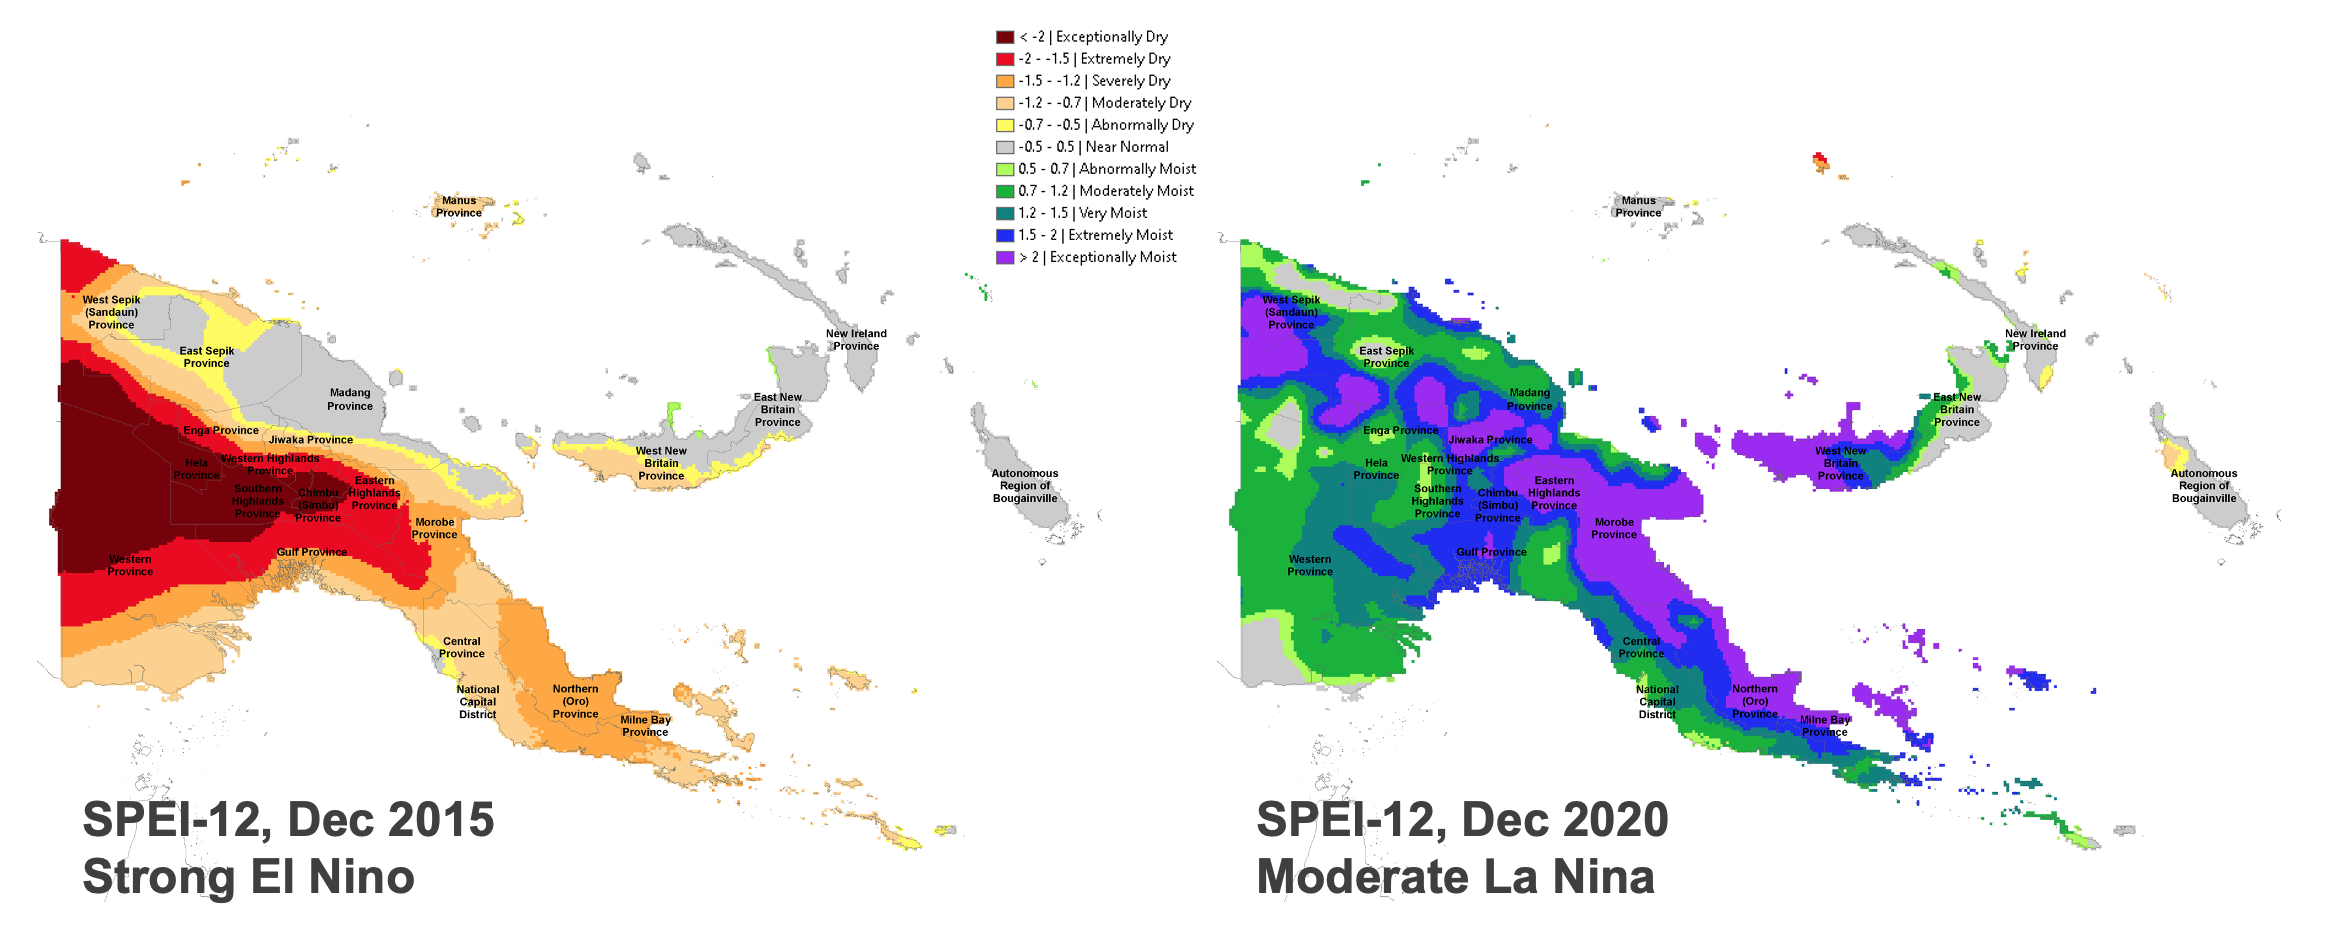 < -2 | Exceptionally Dry
-2 - -1.5 | Extremely Dry
-1.5 - -1.2 | Severely Dry
-1.2 - -0.7 | Moderately Dry
-0.7 - -0.5 | Abnormally Dry
-0.5 - 0.5 | Near Normal
0.5 - 0.7 | Abnormally Moist
0.7 - 1.2 | Moderately Moist
1.2 - 1.5 | Very Moist
1.5 - 2 | Extremely Moist
> 2 | Exceptionally Moist
Manus
Province
West Sepik
(Sandaun)
Province
East Sepik
Province
Madang
Province
New Ireland
Province
East New
Britain
Province
West New
Britain
Province
Autonomous
Region of
Bougainville
Enga Province
Jiwaka Province
Hela
Province
Western Highlands
Province
Southern
Highlands
Province
Chimbu
(Simbu)
Province
Eastern
Highlands
Province
Morobe
Province
Western
Province
Gulf Province
Central
Province
National
Capital
District
Northern
(Oro)
Province
Milne Bay
Province
SPEI-12, Dec 2015
Strong El Nino
Manus
Province
West Sepik
(Sandaun)
Province
East Sepik
Province
Madang
Province
New Ireland
Province
East New
Britain
Province
West New
Britain
Province
Autonomous
Region of
Bougainville
Enga Province
Jiwaka Province
Hela
Province
Western Highlands
Province
Southern
Highlands
Province
Chimbu
(Simbu)
Province
Eastern
Highlands
Province
Morobe
Province
Western
Province
Gulf Province
Central
Province
National
Capital
District
Northern
(Oro)
Province
Milne Bay
Province
SPEI-12, Dec 2020
Moderate La Nina